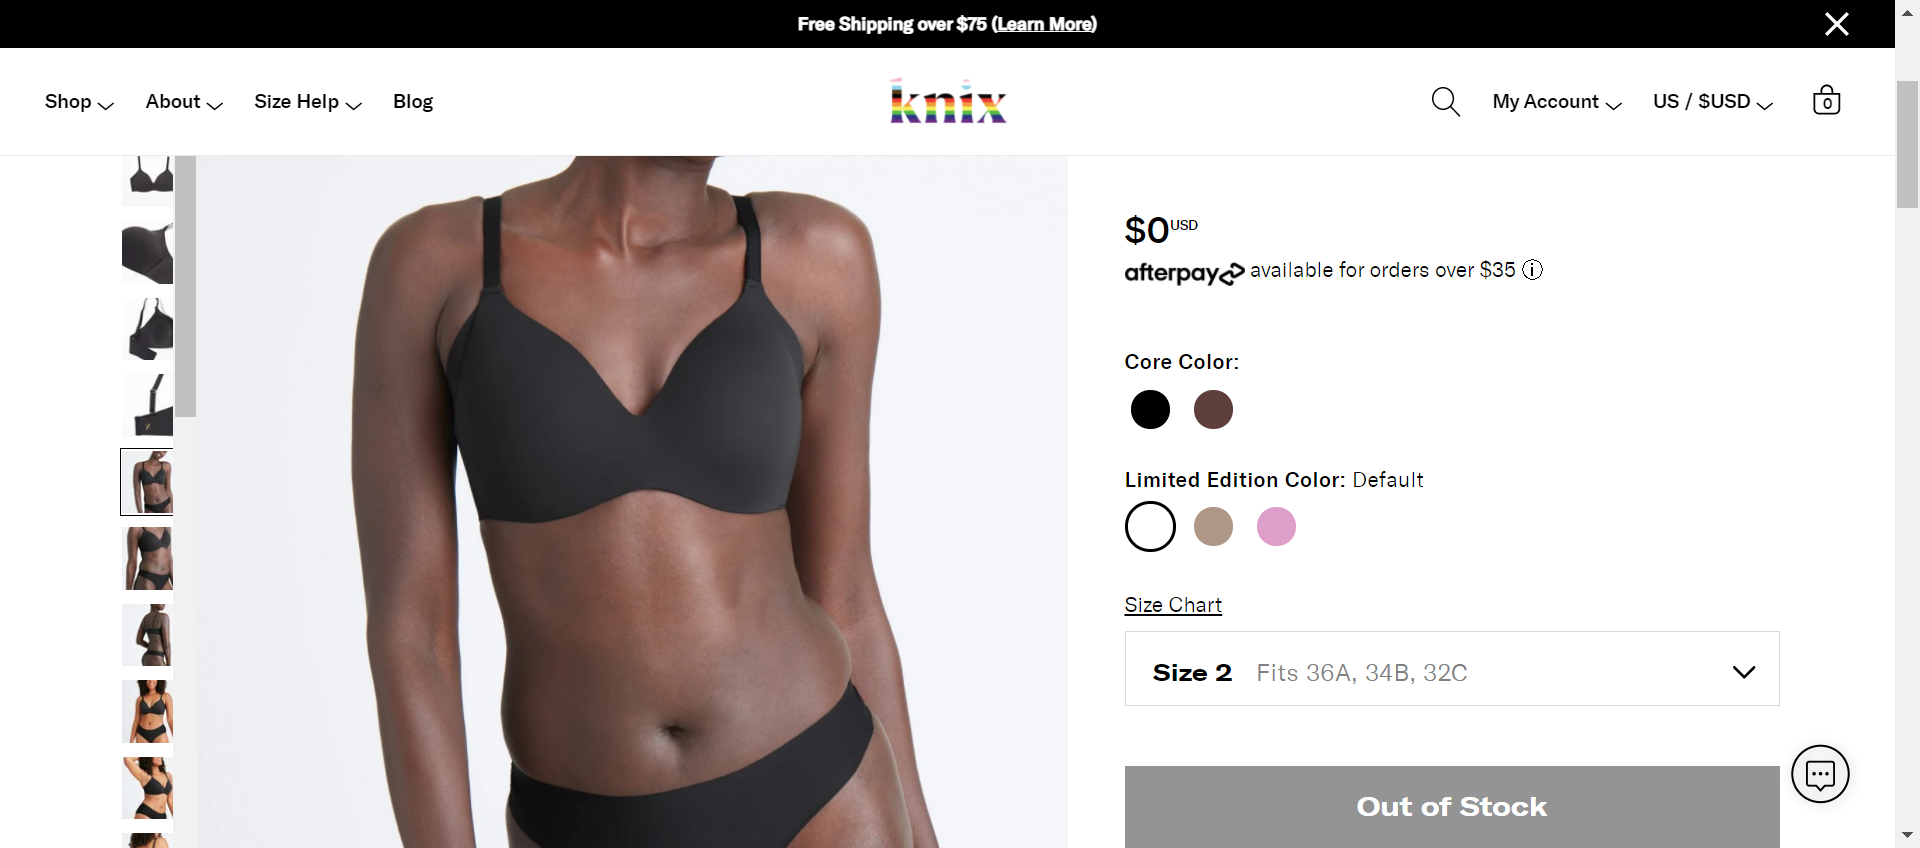 Free Shipping over $75 (Learn More)
Shop
About
Size Help
Blog
knix
My Account
US / $USD
0
$0 USD
afterpay available for orders over $35
Core Color:
Limited Edition Color: Default
Size Chart
Size 2 Fits 36A, 34B, 32C
Out of Stock